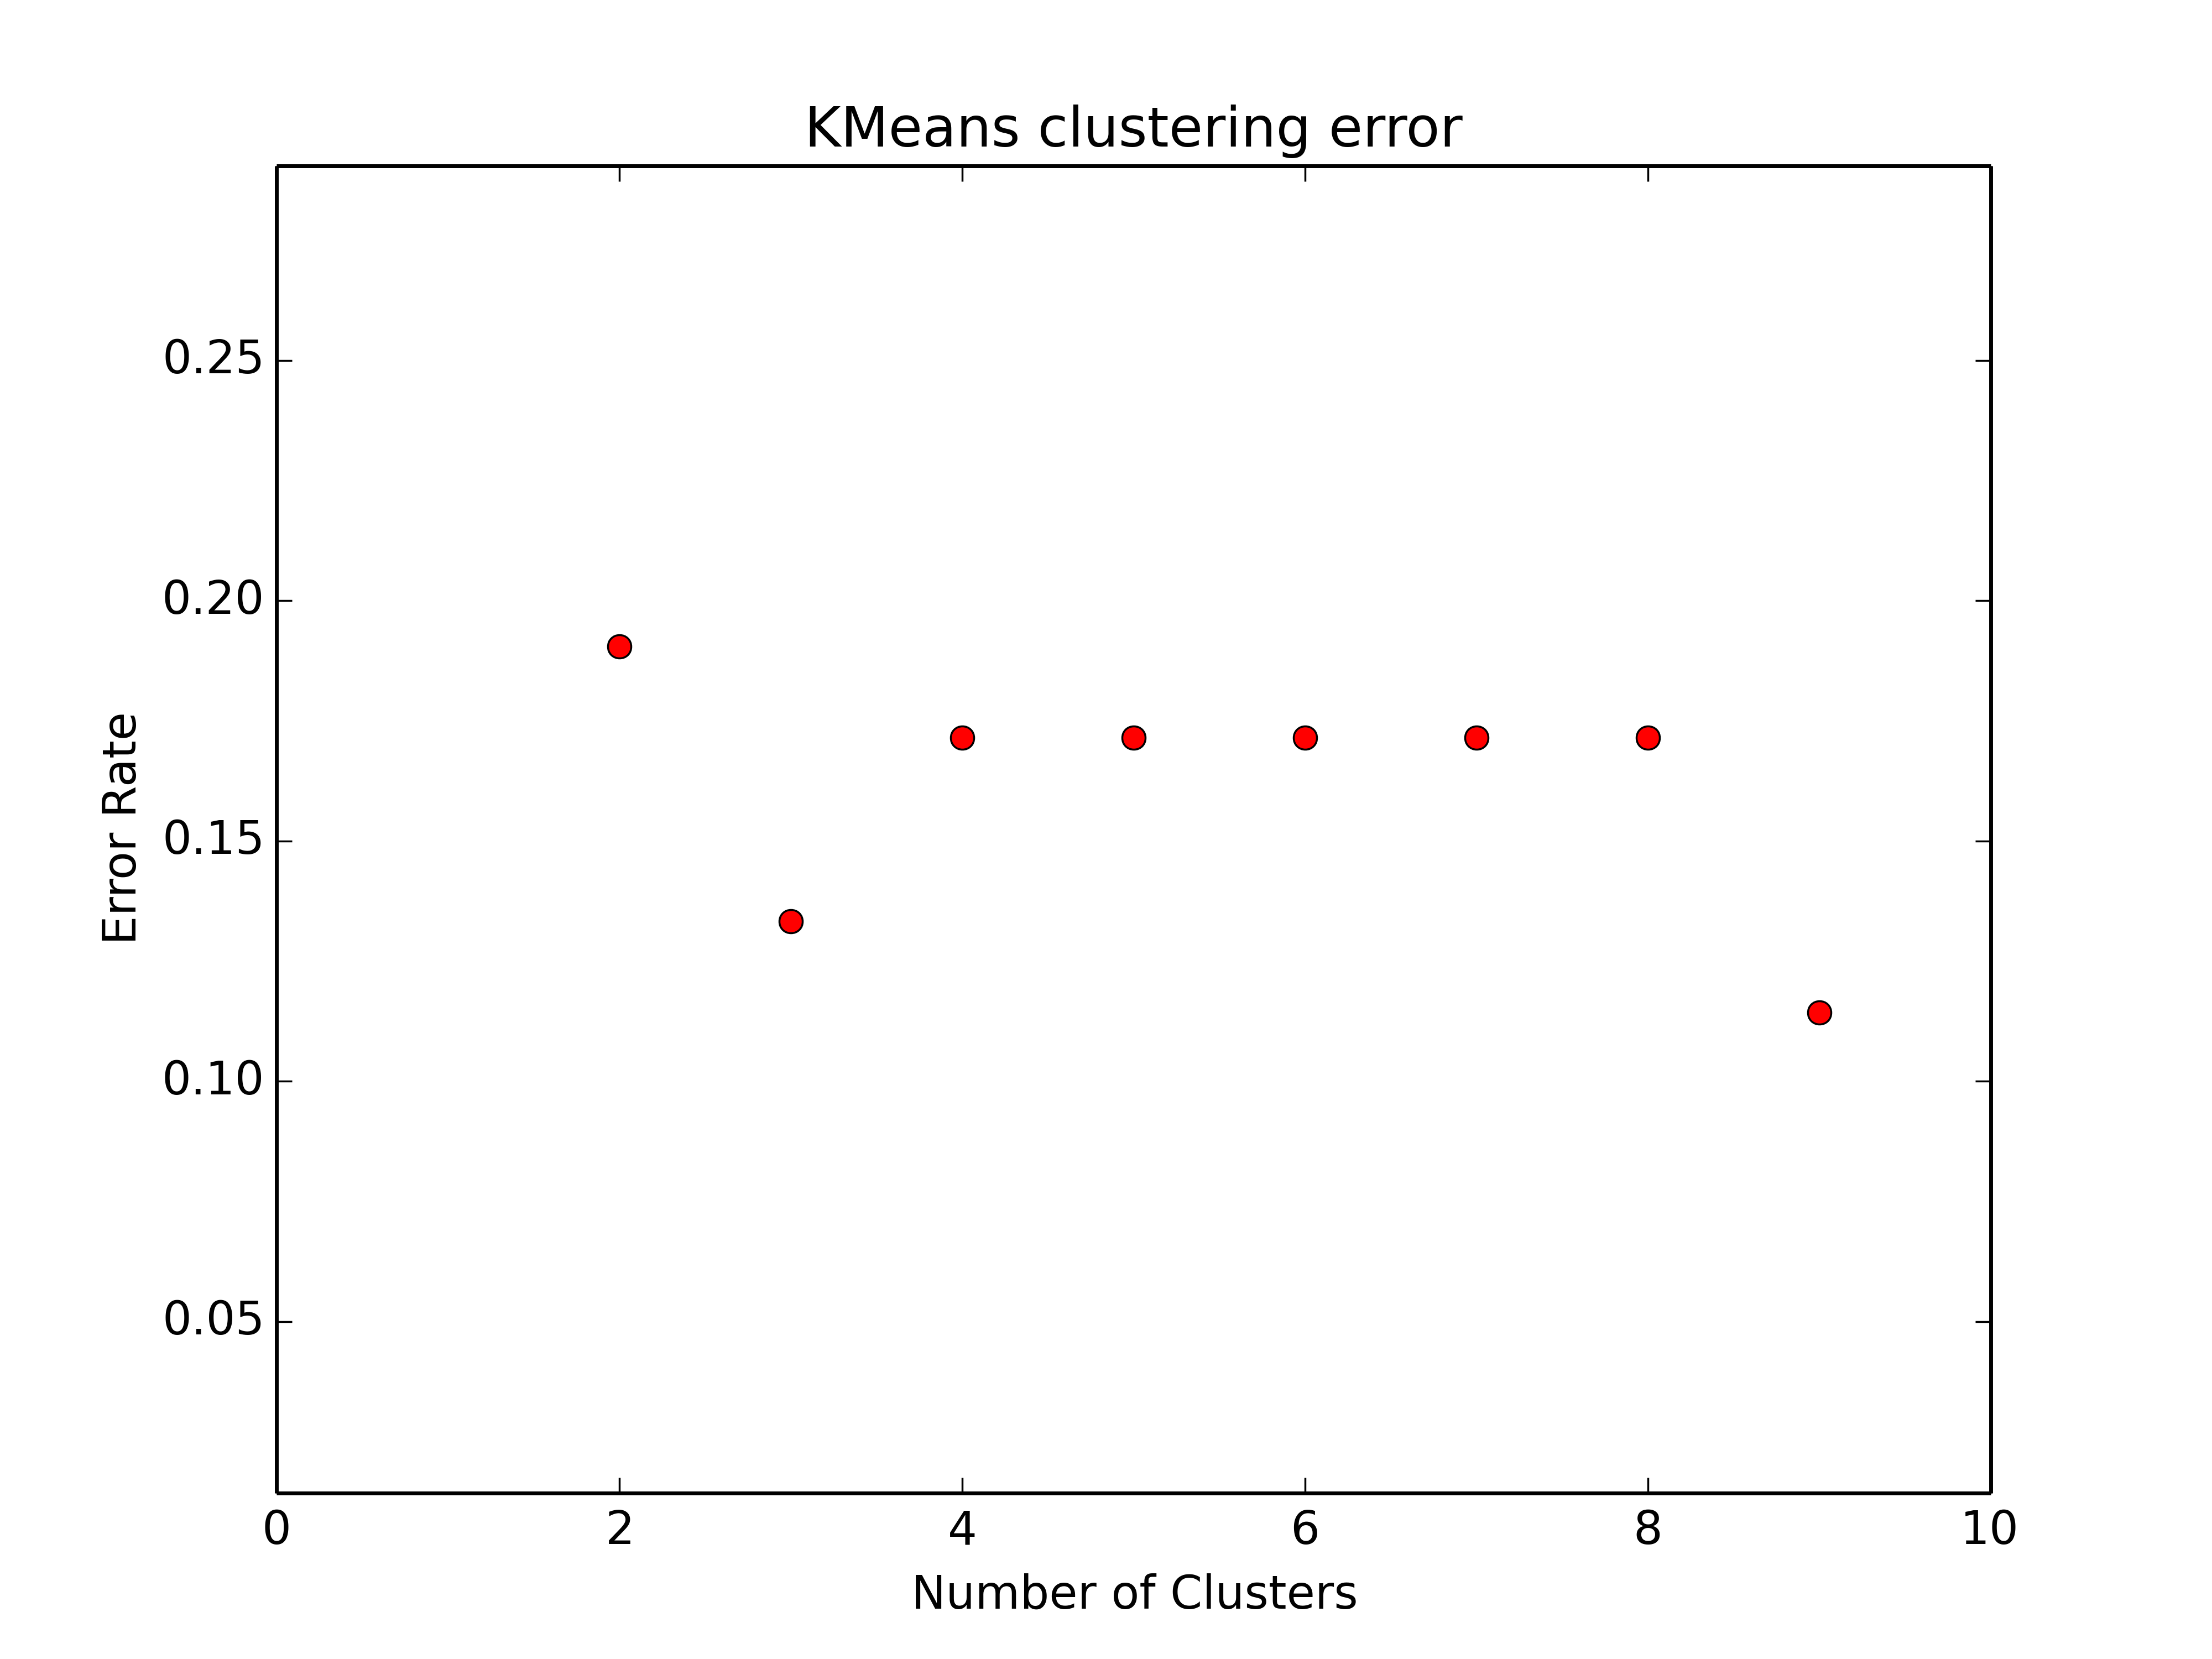 KMeans clustering error
0.25
0.20
0.15
0.10
0.05
Error Rate
0 2 4 6 8 10
Number of Clusters